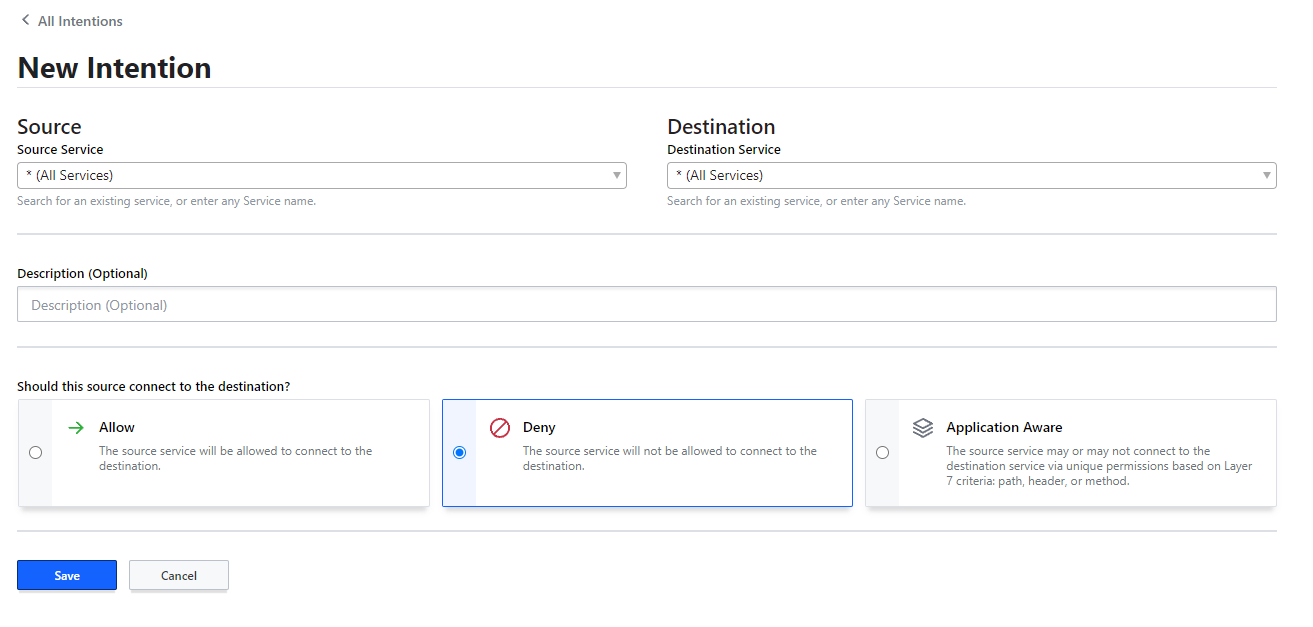 All Intentions
New Intention
Source
Source Service
* (All Services)
Search for an existing service, or enter any Service name.
Destination
Destination Service
* (All Services)
Search for an existing service, or enter any Service name.
Description (Optional)
Description (Optional)
Should this source connect to the destination?
Allow
The source service will be allowed to connect to the
destination.
Deny
The source service will not be allowed to connect to the
destination.
Application Aware
The source service may or may not connect to the
destination service via unique permissions based on Layer
7 criteria: path, header, or method.
Save
Cancel